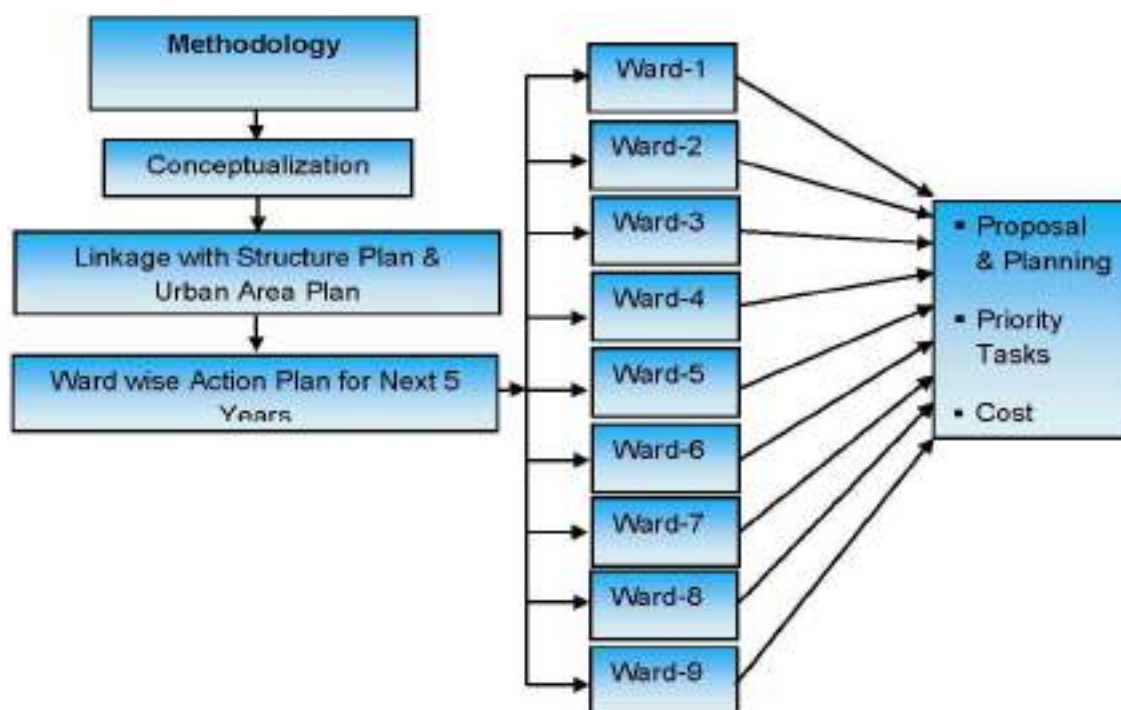 Methodology
Conceptualization
Linkage with Structure Plan &
Urban Area Plan
Ward wise Action Plan for Next 5
Years
Ward-1
Ward-2
Ward-3
Ward-4
Ward-5
Ward-6
Ward-7
Ward-8
Ward-9
▪ Proposal
& Planning
▪ Priority
Tasks
▪ Cost